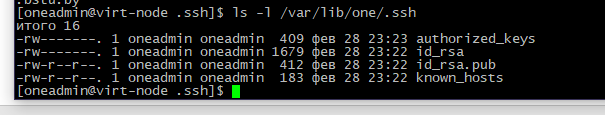 .bstu.by
[oneadmin@virt-node .ssh]$ ls -l /var/lib/one/.ssh
итого 16
-rw-------. 1 oneadmin oneadmin  409 фев 28 23:23 authorized_keys
-rw-------. 1 oneadmin oneadmin 1679 фев 28 23:22 id_rsa
-rw-r--r--. 1 oneadmin oneadmin  412 фев 28 23:22 id_rsa.pub
-rw-r--r--. 1 oneadmin oneadmin  183 фев 28 23:22 known_hosts
[oneadmin@virt-node .ssh]$